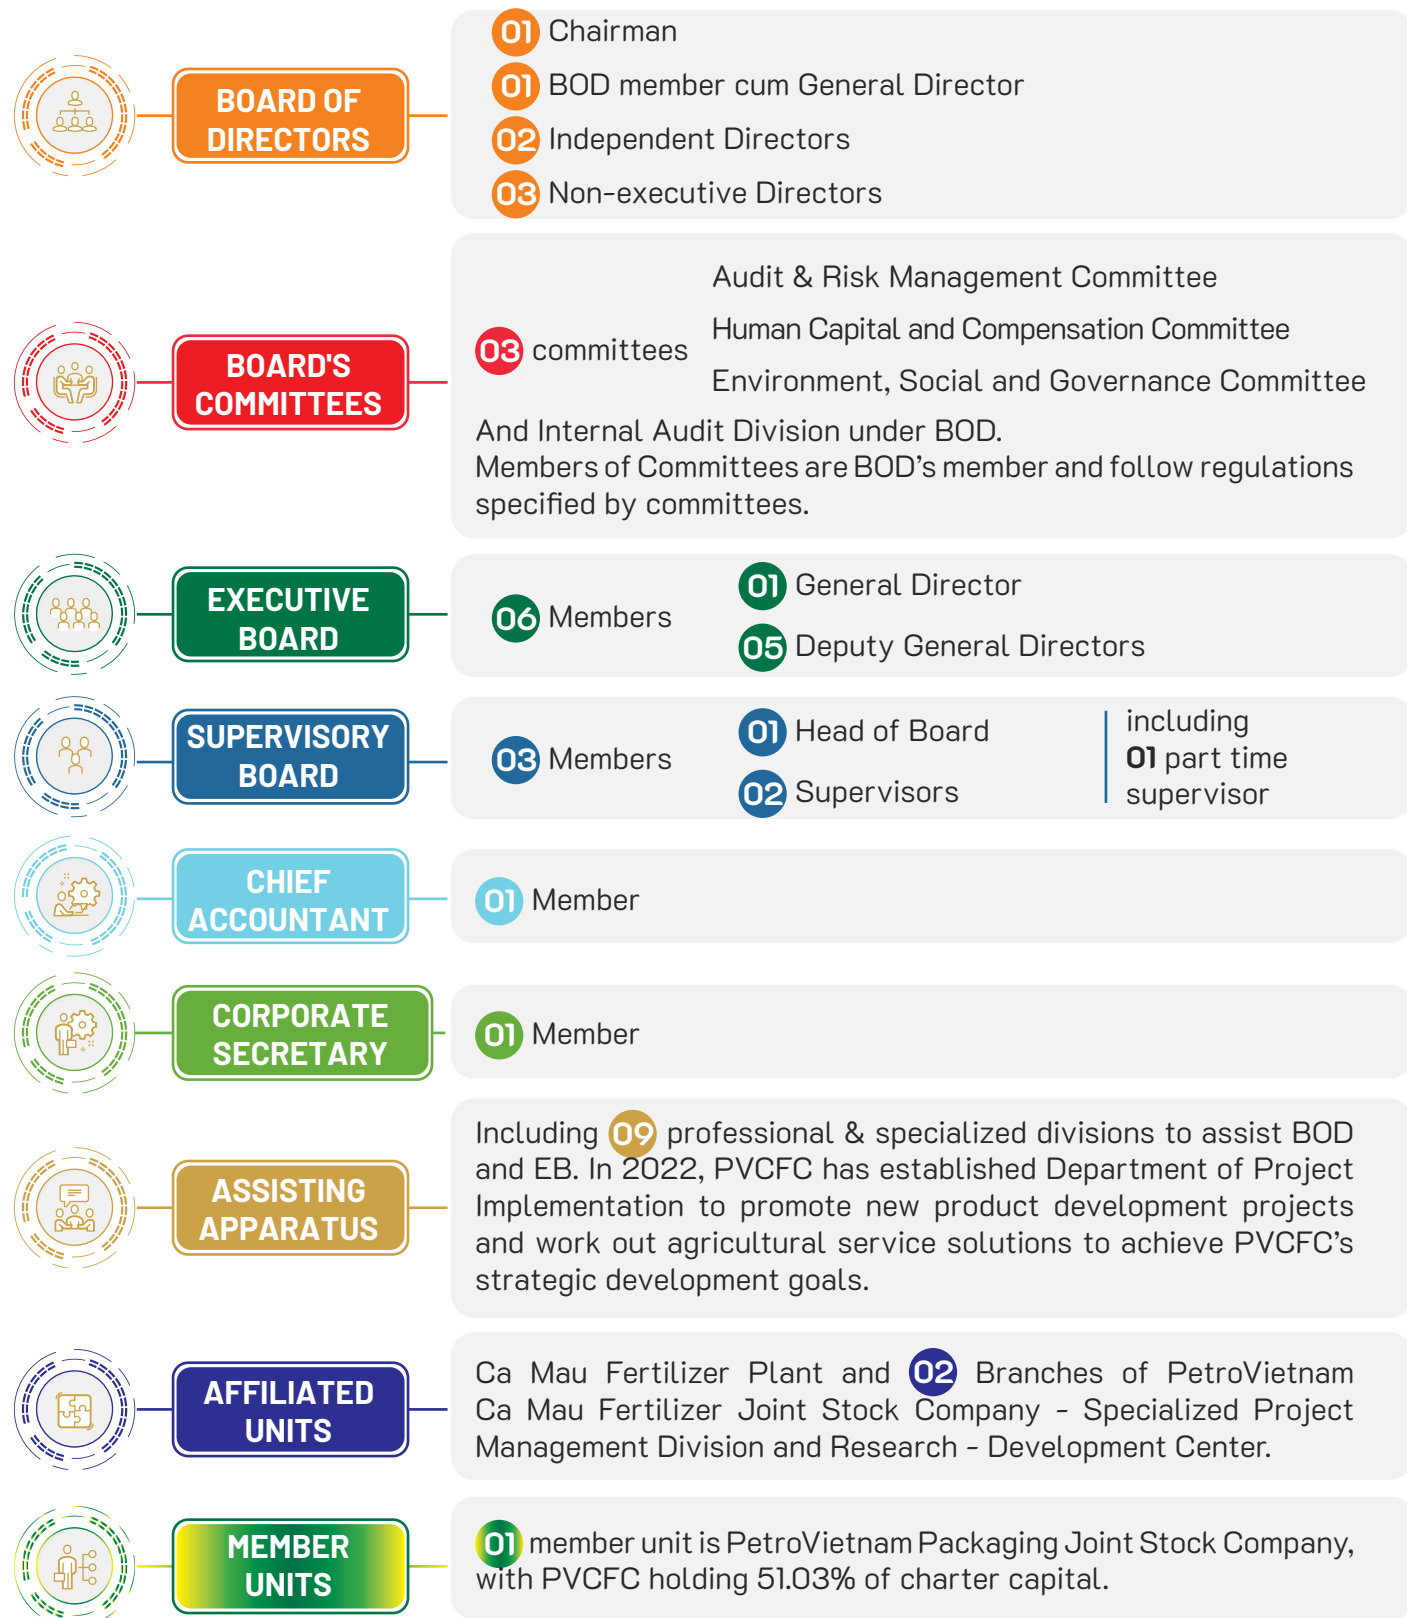 BOARD OF
DIRECTORS
01 Chairman
01 BOD member cum General Director
02 Independent Directors
03 Non-executive Directors
BOARD'S
COMMITTEES
03 committees
Audit & Risk Management Committee
Human Capital and Compensation Committee
Environment, Social and Governance Committee
And Internal Audit Division under BOD.
Members of Committees are BOD’s member and follow regulations
specified by committees.
EXECUTIVE
BOARD
06 Members
01 General Director
05 Deputy General Directors
SUPERVISORY
BOARD
03 Members
01 Head of Board
02 Supervisors
including
01 part time
supervisor
CHIEF
ACCOUNTANT
01 Member
CORPORATE
SECRETARY
01 Member
ASSISTING
APPARATUS
Including 09 professional & specialized divisions to assist BOD
and EB. In 2022, PVCFC has established Department of Project
Implementation to promote new product development projects
and work out agricultural service solutions to achieve PVCFC’s
strategic development goals.
AFFILIATED
UNITS
Ca Mau Fertilizer Plant and 02 Branches of PetroVietnam
Ca Mau Fertilizer Joint Stock Company - Specialized Project
Management Division and Research - Development Center.
MEMBER
UNITS
01 member unit is PetroVietnam Packaging Joint Stock Company,
with PVCFC holding 51.03% of charter capital.